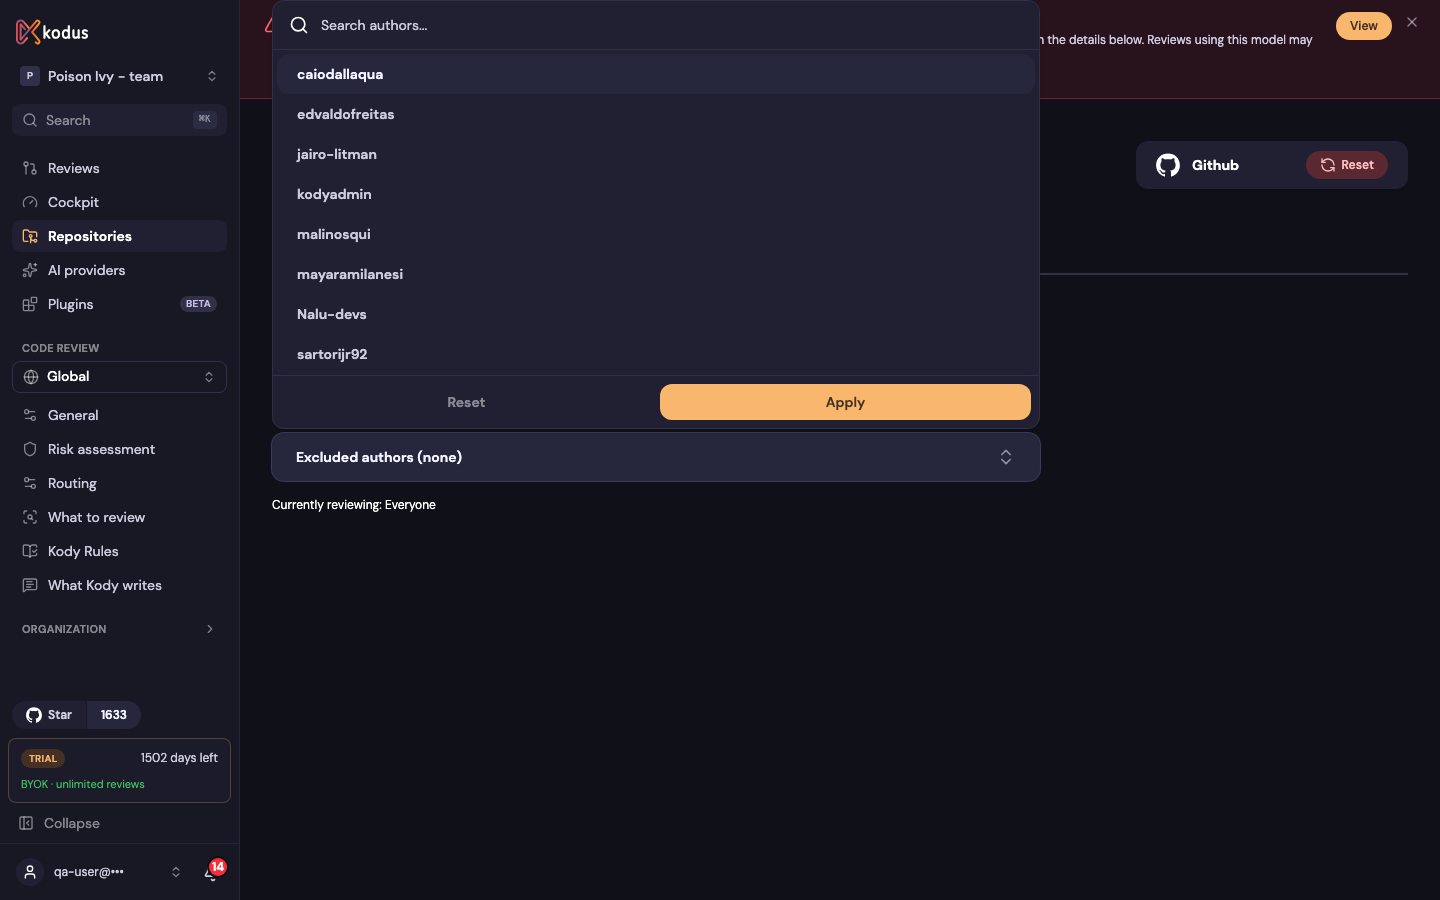 kodus
P Poison Ivy - team
Search ⌘K
Reviews
Cockpit
Repositories
AI providers
Plugins BETA
CODE REVIEW
Global
General
Risk assessment
Routing
What to review
Kody Rules
What Kody writes
ORGANIZATION
Star 1633
TRIAL 1502 days left
BYOK · unlimited reviews
Collapse
qa-user@••• 14
Search authors...
caiodallaqua
edvaldofreitas
jairo-litman
kodyadmin
malinosqui
mayaramilanesi
Nalu-devs
sartorijr92
Reset Apply
Excluded authors (none)
Currently reviewing: Everyone
the details below. Reviews using this model may
View
Github Reset